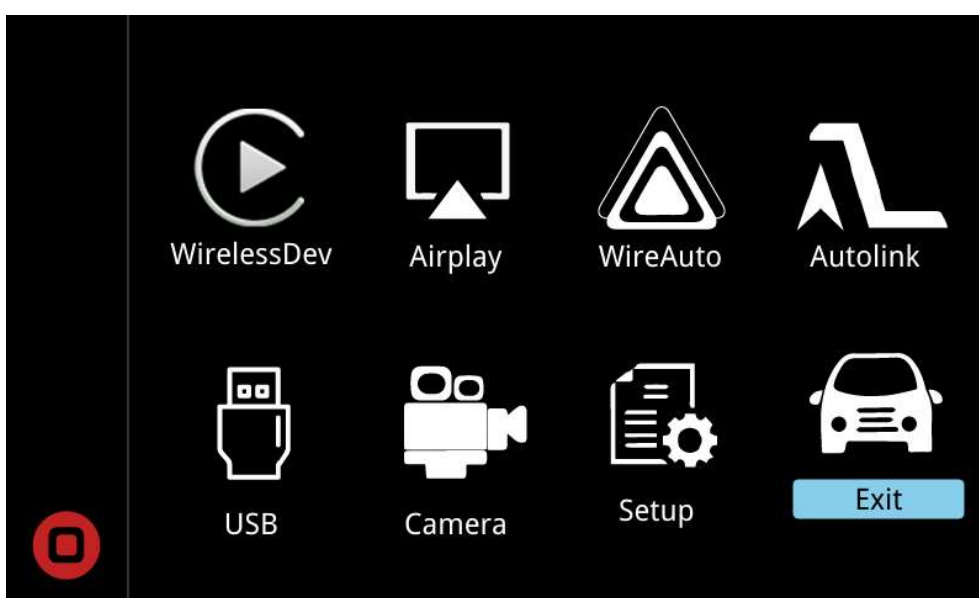 WirelessDev
Airplay
WireAuto
Autolink
USB
Camera
Setup
Exit